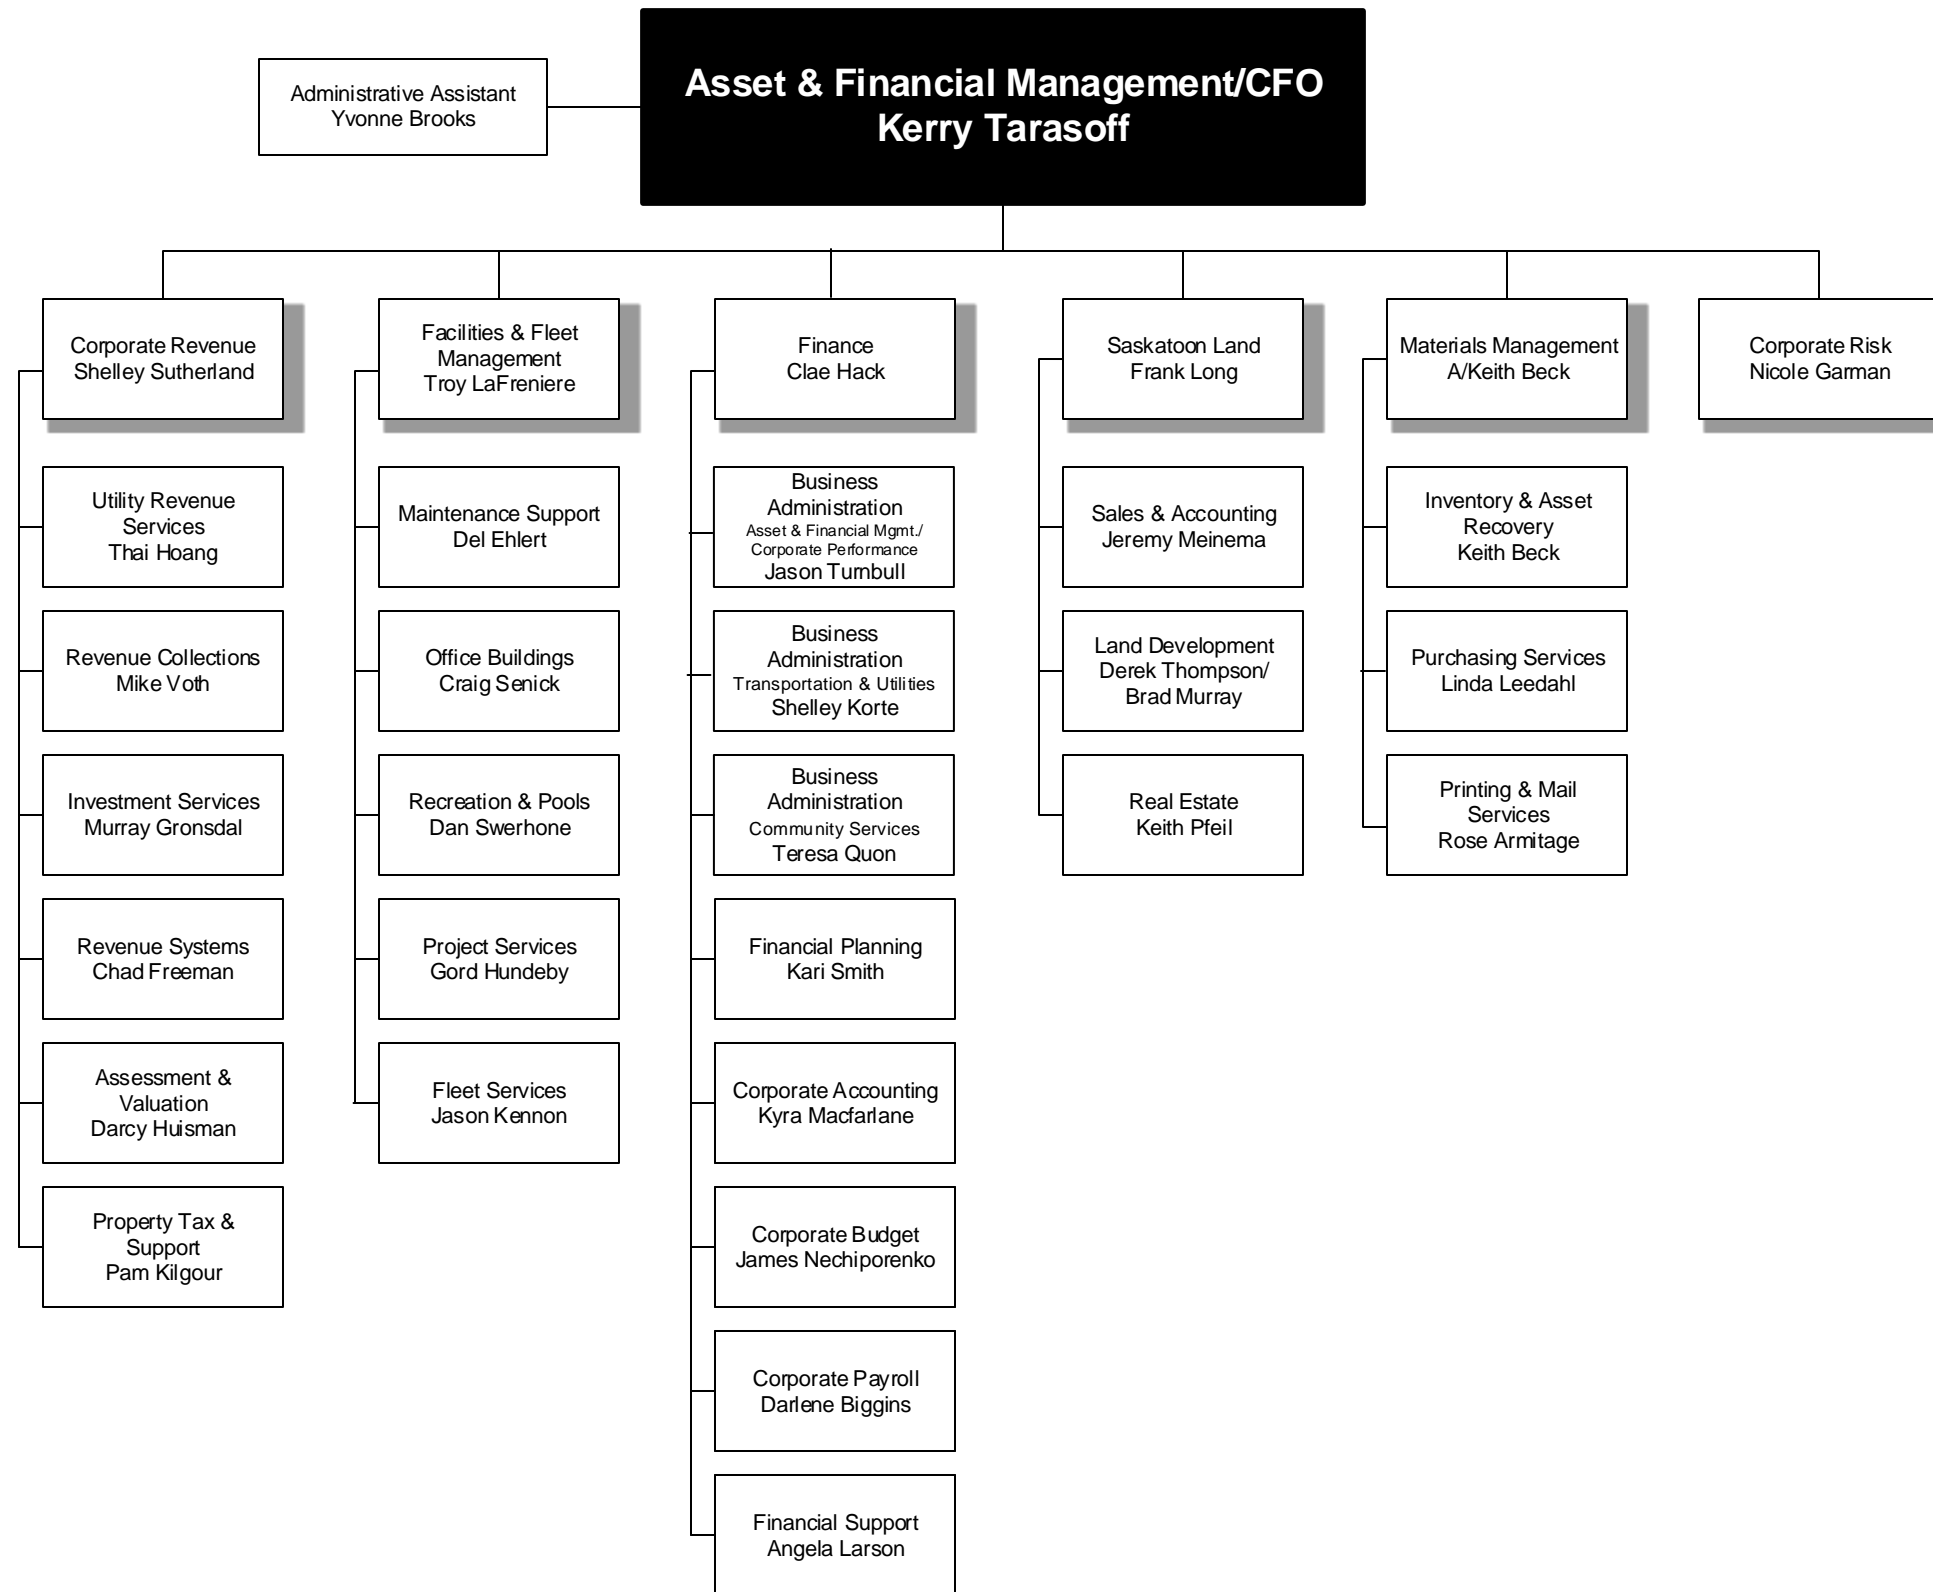 Asset & Financial Management/CFO
Kerry Tarasoff
Administrative Assistant
Yvonne Brooks
Corporate Revenue
Shelley Sutherland
Utility Revenue
Services
Thai Hoang
Revenue Collections
Mike Voth
Investment Services
Murray Gronsdal
Revenue Systems
Chad Freeman
Assessment &
Valuation
Darcy Huisman
Property Tax &
Support
Pam Kilgour
Facilities & Fleet
Management
Troy LaFreniere
Maintenance Support
Del Ehlert
Office Buildings
Craig Senick
Recreation & Pools
Dan Swerhone
Project Services
Gord Hundeby
Fleet Services
Jason Kennon
Finance
Clae Hack
Business
Administration
Asset & Financial Mgmt./
Corporate Performance
Jason Turnbull
Business
Administration
Transportation & Utilities
Shelley Korte
Business
Administration
Community Services
Teresa Quon
Financial Planning
Kari Smith
Corporate Accounting
Kyra Macfarlane
Corporate Budget
James Nechiporenko
Corporate Payroll
Darlene Biggins
Financial Support
Angela Larson
Saskatoon Land
Frank Long
Sales & Accounting
Jeremy Meinema
Land Development
Derek Thompson/
Brad Murray
Real Estate
Keith Pfeil
Materials Management
A/Keith Beck
Inventory & Asset
Recovery
Keith Beck
Purchasing Services
Linda Leedahl
Printing & Mail
Services
Rose Armitage
Corporate Risk
Nicole Garman